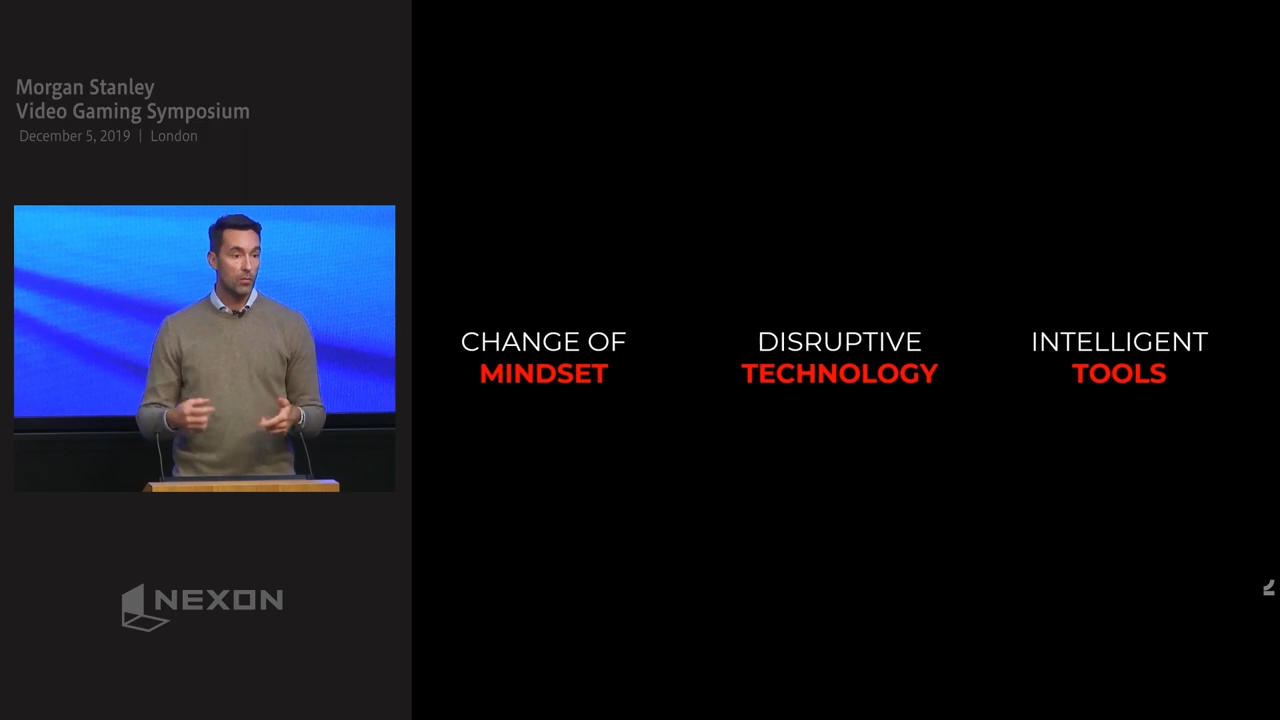 Morgan Stanley
Video Gaming Symposium
December 5, 2019 | London
CHANGE OF
MINDSET
DISRUPTIVE
TECHNOLOGY
INTELLIGENT
TOOLS
NEXON